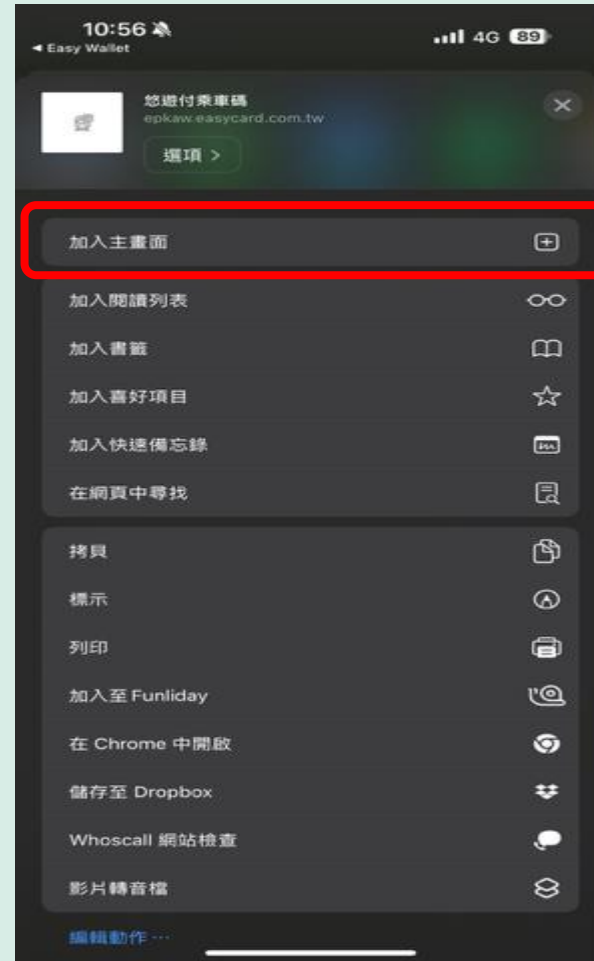 10:56
4G 89
◀ Easy Wallet
悠遊付乘車碼
epkaw.easycard.com.tw
選項 >
加入主畫面
加入閱讀列表
加入書籤
加入喜好項目
加入快速備忘錄
在網頁中尋找
拷貝
標示
列印
加入至 Funliday
在 Chrome 中開啟
儲存至 Dropbox
Whoscall 網站檢查
影片轉音檔
編輯動作⋯